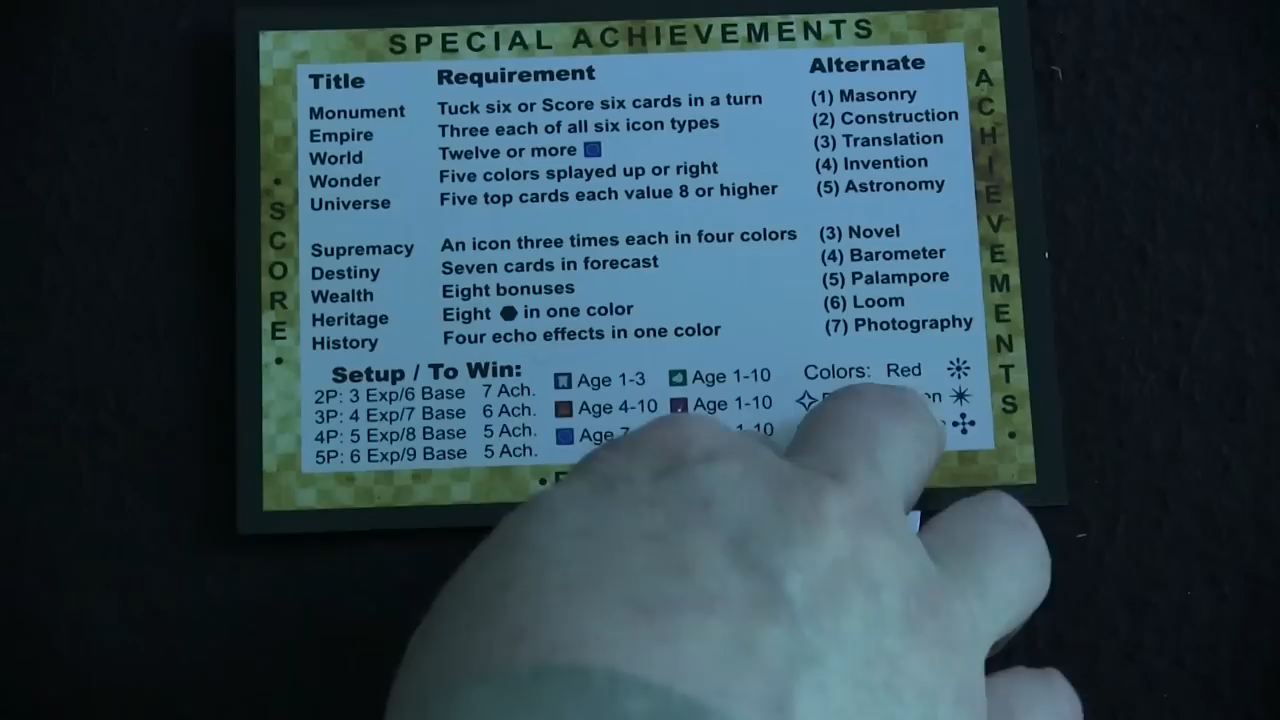 SPECIAL ACHIEVEMENTS
Title Requirement Alternate
Monument Tuck six or Score six cards in a turn (1) Masonry
Empire Three each of all six icon types (2) Construction
World Twelve or more (3) Translation
Wonder Five colors splayed up or right (4) Invention
Universe Five top cards each value 8 or higher (5) Astronomy
Supremacy An icon three times each in four colors (3) Novel
Destiny Seven cards in forecast (4) Barometer
Wealth Eight bonuses (5) Palampore
Heritage Eight in one color (6) Loom
History Four echo effects in one color (7) Photography
Setup / To Win:
2P: 3 Exp/6 Base 7 Ach.
3P: 4 Exp/7 Base 6 Ach.
4P: 5 Exp/8 Base 5 Ach.
5P: 6 Exp/9 Base 5 Ach.
Age 1-3 Age 1-10
Age 4-10 Age 1-10
Age 1-10
Colors: Red
• SCORE •
• ACHIEVEMENTS •